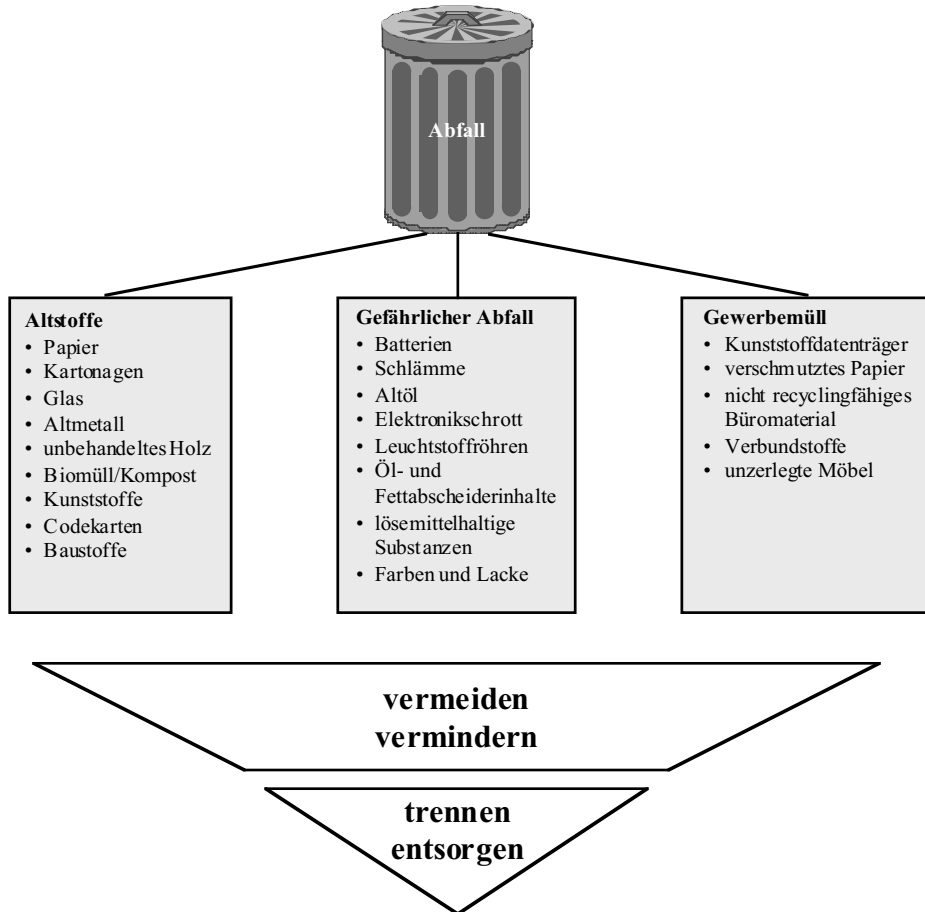 Abfall
Altstoffe
• Papier
• Kartonagen
• Glas
• Altmetall
• unbehandeltes Holz
• Biomüll/Kompost
• Kunststoffe
• Codekarten
• Baustoffe
Gefährlicher Abfall
• Batterien
• Schlämme
• Altöl
• Elektronikschrott
• Leuchtstoffröhren
• Öl- und
Fettabscheiderinhalte
• lösemittelhaltige
Substanzen
• Farben und Lacke
Gewerbemüll
• Kunststoffdatenträger
• verschmutztes Papier
• nicht recyclingfähiges
Büromaterial
• Verbundstoffe
• unzerlegte Möbel
vermeiden
vermindern
trennen
entsorgen